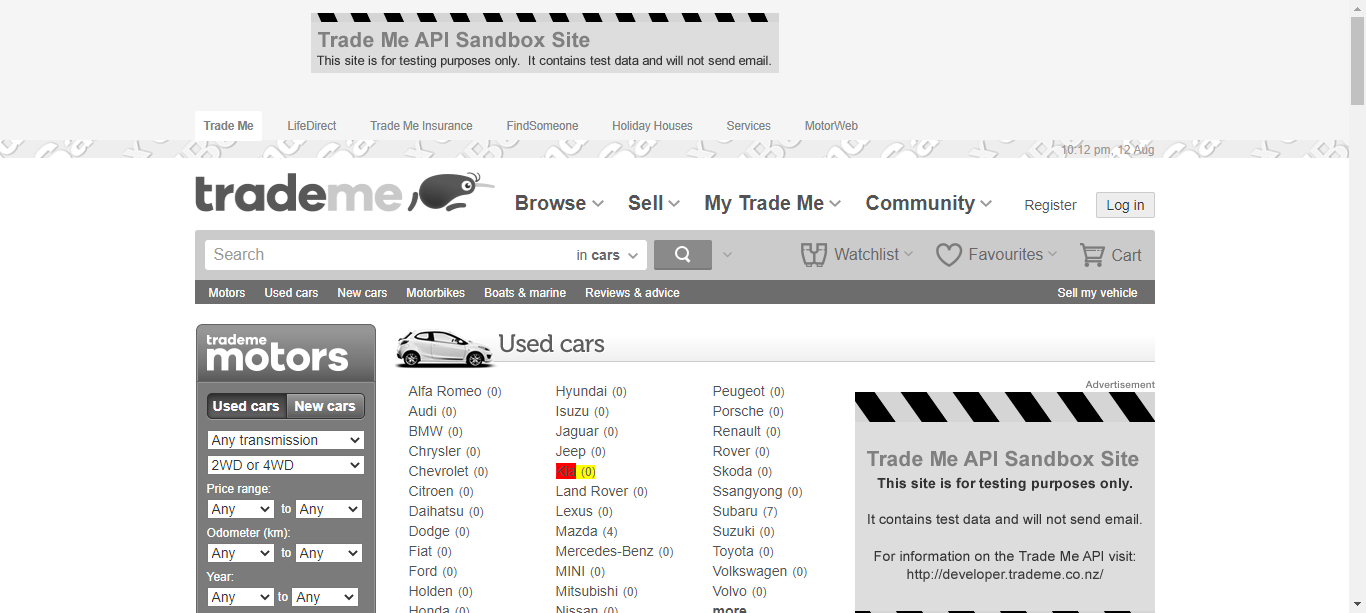 Trade Me API Sandbox Site
This site is for testing purposes only. It contains test data and will not send email.
Trade Me LifeDirect Trade Me Insurance FindSomeone Holiday Houses Services MotorWeb
10:12 pm, 12 Aug
trademe
Browse Sell My Trade Me Community Register Log in
Search in cars Watchlist Favourites Cart
Motors Used cars New cars Motorbikes Boats & marine Reviews & advice Sell my vehicle
trademe
motors
Used cars New cars
Any transmission
2WD or 4WD
Price range:
Any to Any
Odometer (km):
Any to Any
Year:
Any to Any
Used cars
Alfa Romeo (0)
Audi (0)
BMW (0)
Chrysler (0)
Chevrolet (0)
Citroen (0)
Daihatsu (0)
Dodge (0)
Fiat (0)
Ford (0)
Holden (0)
Honda (0)
Hyundai (0)
Isuzu (0)
Jaguar (0)
Jeep (0)
Kia (0)
Land Rover (0)
Lexus (0)
Mazda (4)
Mercedes-Benz (0)
MINI (0)
Mitsubishi (0)
Nissan (0)
Peugeot (0)
Porsche (0)
Renault (0)
Rover (0)
Skoda (0)
Ssangyong (0)
Subaru (7)
Suzuki (0)
Toyota (0)
Volkswagen (0)
Volvo (0)
more
Advertisement
Trade Me API Sandbox Site
This site is for testing purposes only.
It contains test data and will not send email.
For information on the Trade Me API visit:
http://developer.trademe.co.nz/